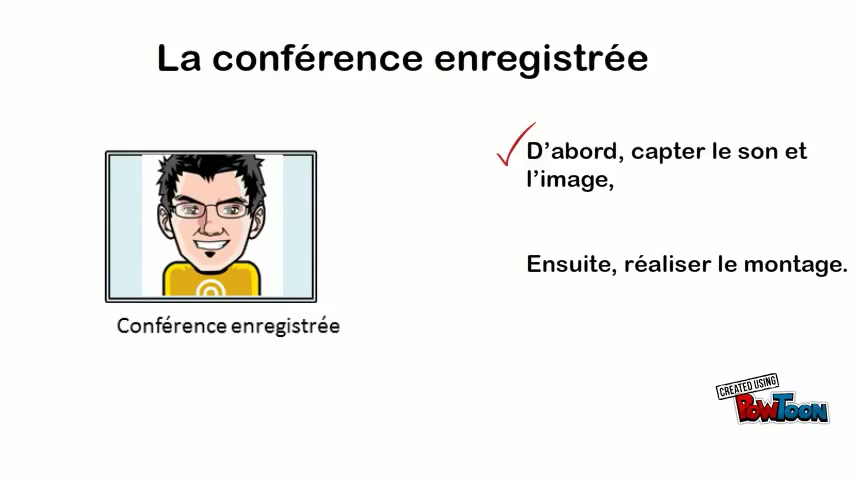 La conférence enregistrée
D’abord, capter le son et
l’image,
Ensuite, réaliser le montage.
Conférence enregistrée
CREATED USING
POWTOON